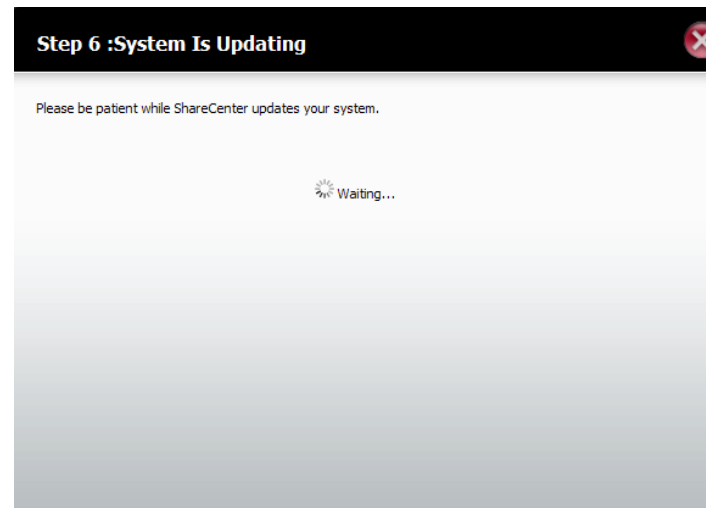 Step 6 :System Is Updating
Please be patient while ShareCenter updates your system.
Waiting...